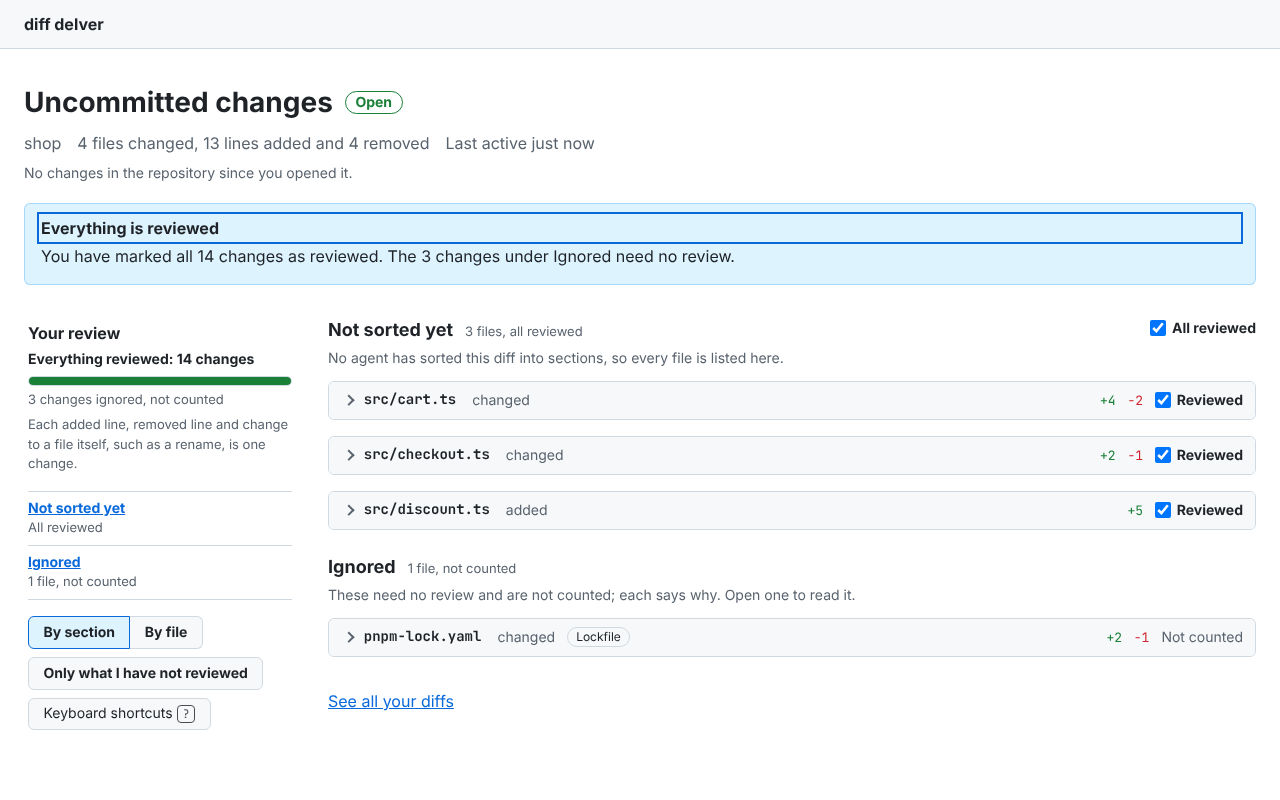 diff delver
Uncommitted changes Open
shop 4 files changed, 13 lines added and 4 removed Last active just now
No changes in the repository since you opened it.
Everything is reviewed
You have marked all 14 changes as reviewed. The 3 changes under Ignored need no review.
Your review
Everything reviewed: 14 changes
3 changes ignored, not counted
Each added line, removed line and change
to a file itself, such as a rename, is one
change.
Not sorted yet
All reviewed
Ignored
1 file, not counted
By section By file
Only what I have not reviewed
Keyboard shortcuts ?
Not sorted yet 3 files, all reviewed All reviewed
No agent has sorted this diff into sections, so every file is listed here.
src/cart.ts changed +4 -2 Reviewed
src/checkout.ts changed +2 -1 Reviewed
src/discount.ts added +5 Reviewed
Ignored 1 file, not counted
These need no review and are not counted; each says why. Open one to read it.
pnpm-lock.yaml changed Lockfile +2 -1 Not counted
See all your diffs